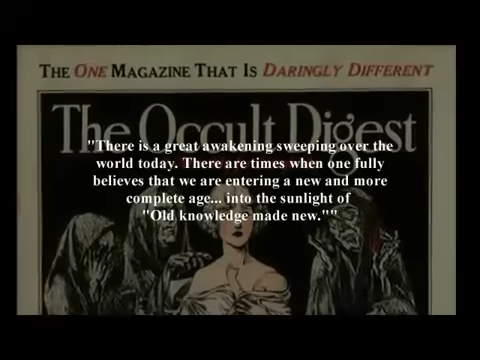 THE ONE MAGAZINE THAT IS DARINGLY DIFFERENT
The Occult Digest
"There is a great awakening sweeping over the
world today. There are times when one fully
believes that we are entering a new and more
complete age... into the sunlight of
"Old knowledge made new.""